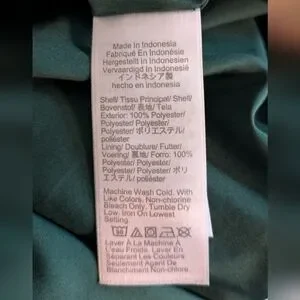 Made In Indonesia
Fabriqué En Indonésie
Hergestellt in Indonesien
Vervaardigd In Indonesië
インドネシア製
hecho en indonesia
Shell/ Tissu Principal/ Shell/
Bovenstof/ 表地/ Tela
Exterior: 100% Polyester/
Polyester/ Polyester/
Polyester/ ポリエステル/
poliéster
Lining/ Doublure/ Futter/
Voering/ 裏地/ Forro: 100%
Polyester/ Polyester/
Polyester/ Polyester/ ポリ
エステル/ poliéster
Machine Wash Cold. With
Like Colors. Non-chlorine
Bleach Only. Tumble Dry
Low. Iron On Lowest
Setting.
Laver À La Machine À
L'eau Froide. Laver En
Séparant Les Couleurs
Seulement Agent De
Blanchiment Non-chlore.